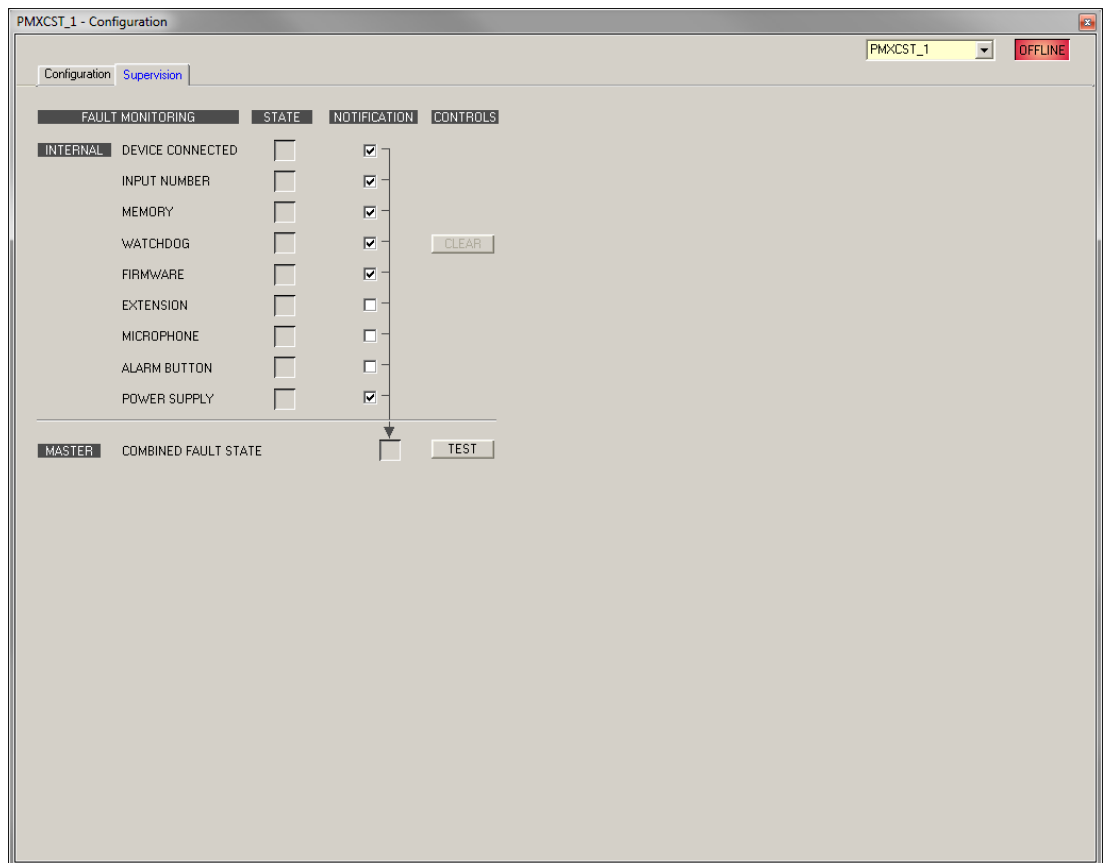 PMXCST_1 - Configuration
PMXCST_1 OFFLINE
Configuration Supervision
FAULT MONITORING STATE NOTIFICATION CONTROLS
INTERNAL DEVICE CONNECTED
INPUT NUMBER
MEMORY
WATCHDOG CLEAR
FIRMWARE
EXTENSION
MICROPHONE
ALARM BUTTON
POWER SUPPLY
MASTER COMBINED FAULT STATE TEST